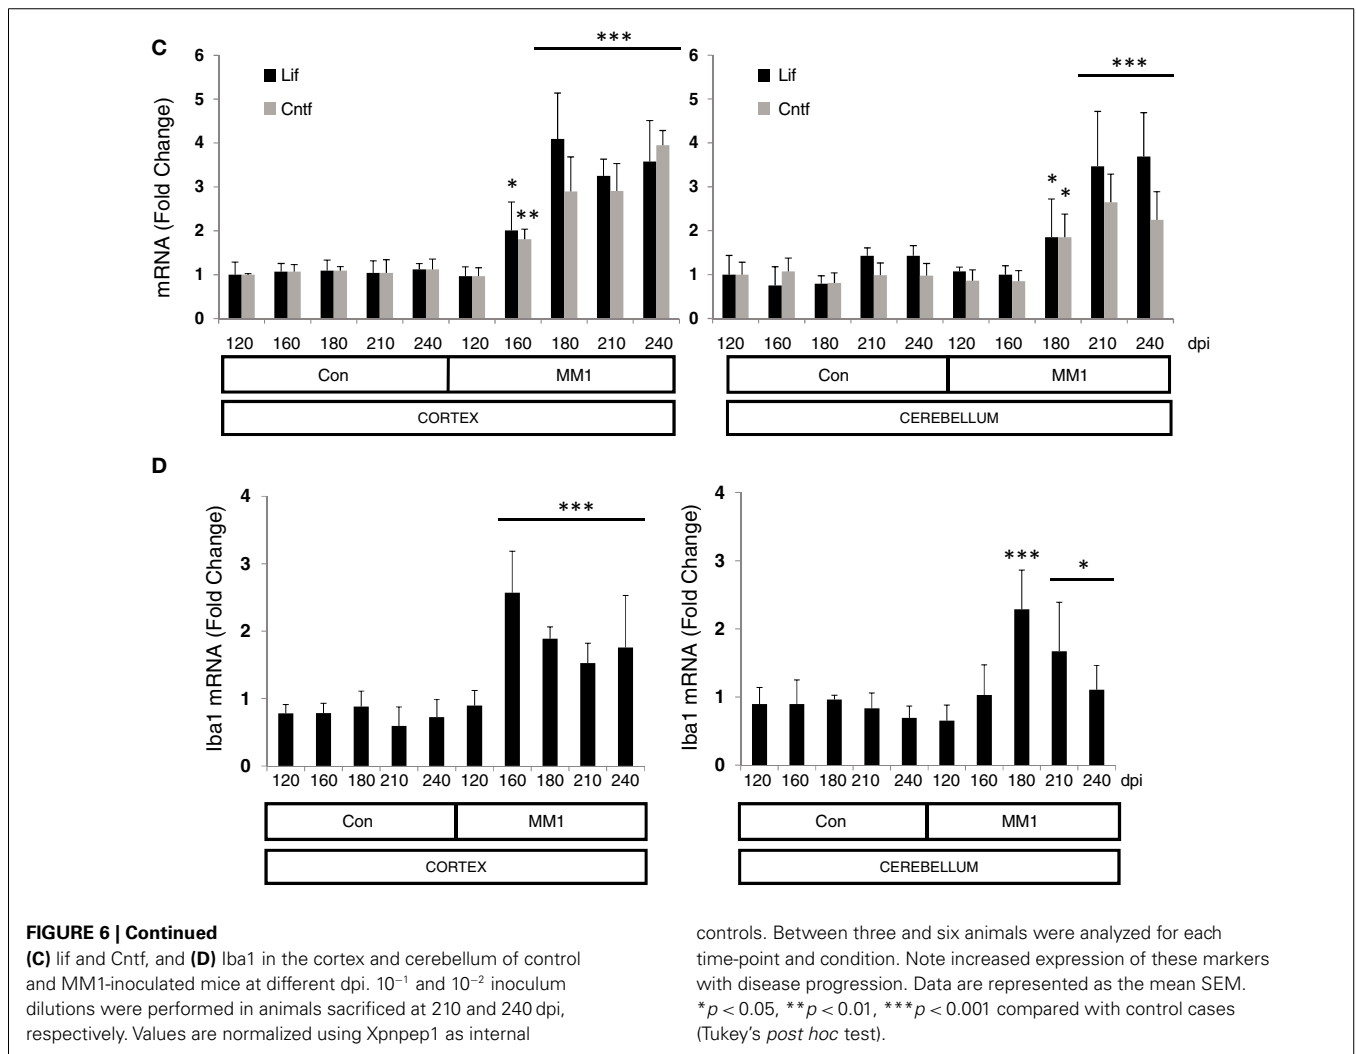 C
***
***
6
5
4
3
2
1
0
mRNA (Fold Change)
Lif
Cntf
*
**
120 160 180 210 240 120 160 180 210 240
Con MM1
CORTEX
6
5
4
3
2
1
0
Lif
Cntf
*
*
120 160 180 210 240 120 160 180 210 240 dpi
Con MM1
CEREBELLUM
D
4
3
2
1
0
Iba1 mRNA (Fold Change)
***
120 160 180 210 240 120 160 180 210 240
Con MM1
CORTEX
4
3
2
1
0
Iba1 mRNA (Fold Change)
***
*
120 160 180 210 240 120 160 180 210 240 dpi
Con MM1
CEREBELLUM
FIGURE 6 | Continued
(C) lif and Cntf, and (D) Iba1 in the cortex and cerebellum of control
and MM1-inoculated mice at different dpi. 10⁻¹ and 10⁻² inoculum
dilutions were performed in animals sacrificed at 210 and 240 dpi,
respectively. Values are normalized using Xpnpep1 as internal
controls. Between three and six animals were analyzed for each
time-point and condition. Note increased expression of these markers
with disease progression. Data are represented as the mean SEM.
*p < 0.05, **p < 0.01, ***p < 0.001 compared with control cases
(Tukey's post hoc test).